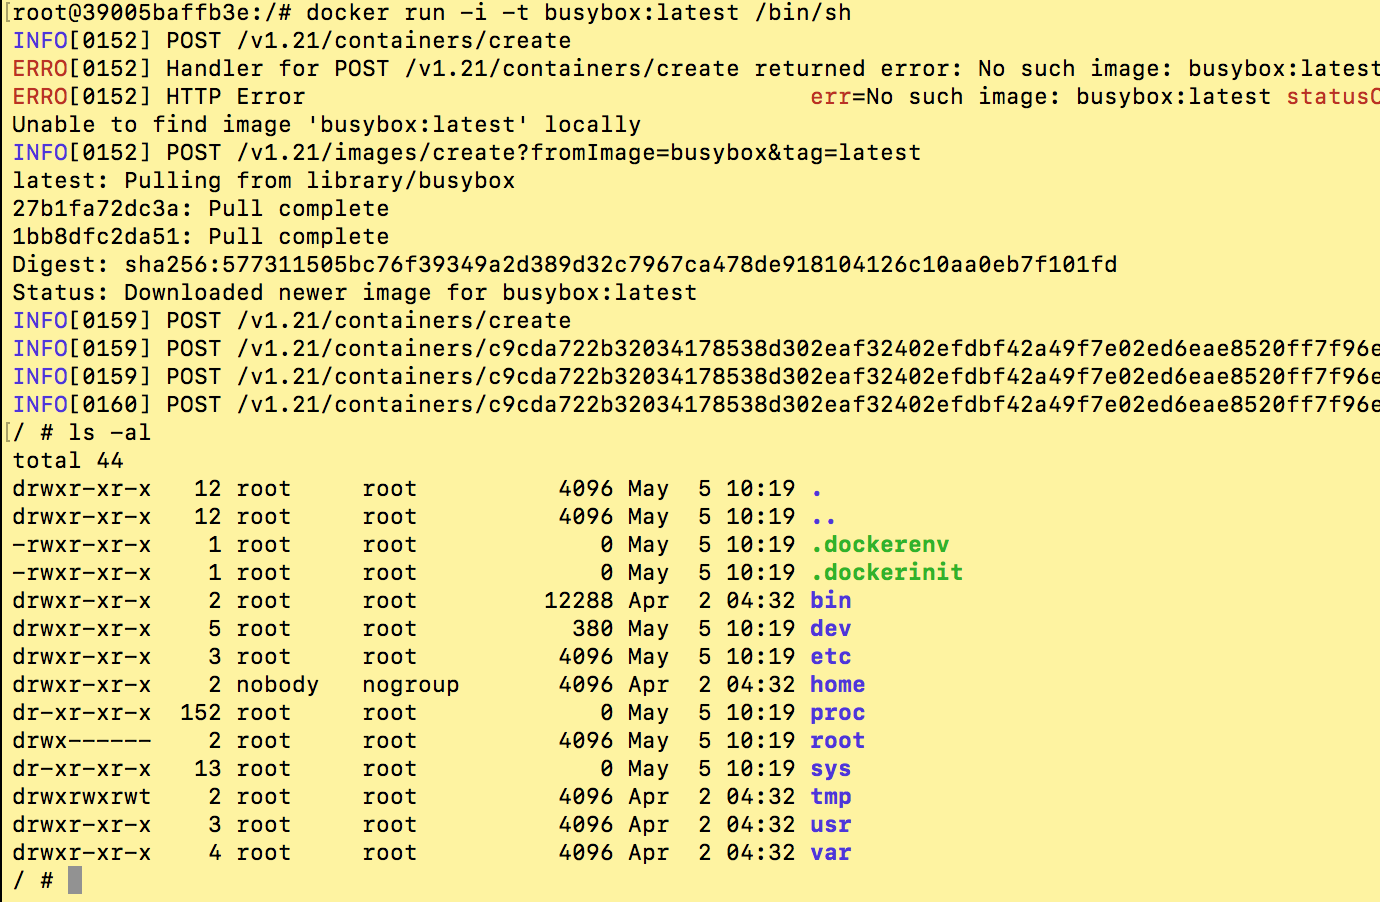 [root@39005baffb3e:/# docker run -i -t busybox:latest /bin/sh
INFO[0152] POST /v1.21/containers/create
ERRO[0152] Handler for POST /v1.21/containers/create returned error: No such image: busybox:latest
ERRO[0152] HTTP Error                                    err=No such image: busybox:latest statusC
Unable to find image 'busybox:latest' locally
INFO[0152] POST /v1.21/images/create?fromImage=busybox&tag=latest
latest: Pulling from library/busybox
27b1fa72dc3a: Pull complete
1bb8dfc2da51: Pull complete
Digest: sha256:577311505bc76f39349a2d389d32c7967ca478de918104126c10aa0eb7f101fd
Status: Downloaded newer image for busybox:latest
INFO[0159] POST /v1.21/containers/create
INFO[0159] POST /v1.21/containers/c9cda722b32034178538d302eaf32402efdbf42a49f7e02ed6eae8520ff7f96e
INFO[0159] POST /v1.21/containers/c9cda722b32034178538d302eaf32402efdbf42a49f7e02ed6eae8520ff7f96e
INFO[0160] POST /v1.21/containers/c9cda722b32034178538d302eaf32402efdbf42a49f7e02ed6eae8520ff7f96e
[/ # ls -al
total 44
drwxr-xr-x   12 root     root          4096 May  5 10:19 .
drwxr-xr-x   12 root     root          4096 May  5 10:19 ..
-rwxr-xr-x    1 root     root             0 May  5 10:19 .dockerenv
-rwxr-xr-x    1 root     root             0 May  5 10:19 .dockerinit
drwxr-xr-x    2 root     root         12288 Apr  2 04:32 bin
drwxr-xr-x    5 root     root           380 May  5 10:19 dev
drwxr-xr-x    3 root     root          4096 May  5 10:19 etc
drwxr-xr-x    2 nobody   nogroup       4096 Apr  2 04:32 home
dr-xr-xr-x  152 root     root             0 May  5 10:19 proc
drwx------    2 root     root          4096 May  5 10:19 root
dr-xr-xr-x   13 root     root             0 May  5 10:19 sys
drwxrwxrwt    2 root     root          4096 Apr  2 04:32 tmp
drwxr-xr-x    3 root     root          4096 Apr  2 04:32 usr
drwxr-xr-x    4 root     root          4096 Apr  2 04:32 var
/ #